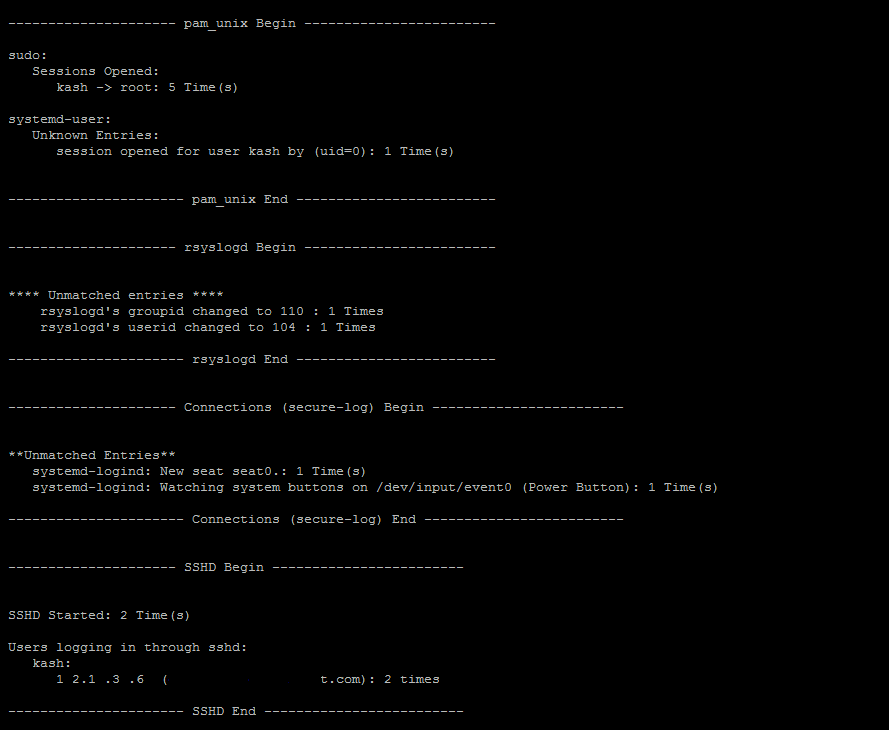 --------------------- pam_unix Begin ------------------------
sudo:
Sessions Opened:
kash -> root: 5 Time(s)
systemd-user:
Unknown Entries:
session opened for user kash by (uid=0): 1 Time(s)
---------------------- pam_unix End -------------------------
--------------------- rsyslogd Begin ------------------------
**** Unmatched entries ****
rsyslogd's groupid changed to 110 : 1 Times
rsyslogd's userid changed to 104 : 1 Times
---------------------- rsyslogd End -------------------------
--------------------- Connections (secure-log) Begin ------------------------
**Unmatched Entries**
systemd-logind: New seat seat0.: 1 Time(s)
systemd-logind: Watching system buttons on /dev/input/event0 (Power Button): 1 Time(s)
---------------------- Connections (secure-log) End -------------------------
--------------------- SSHD Begin ------------------------
SSHD Started: 2 Time(s)
Users logging in through sshd:
kash:
1 2.1 .3 .6 ( t.com): 2 times
---------------------- SSHD End -------------------------